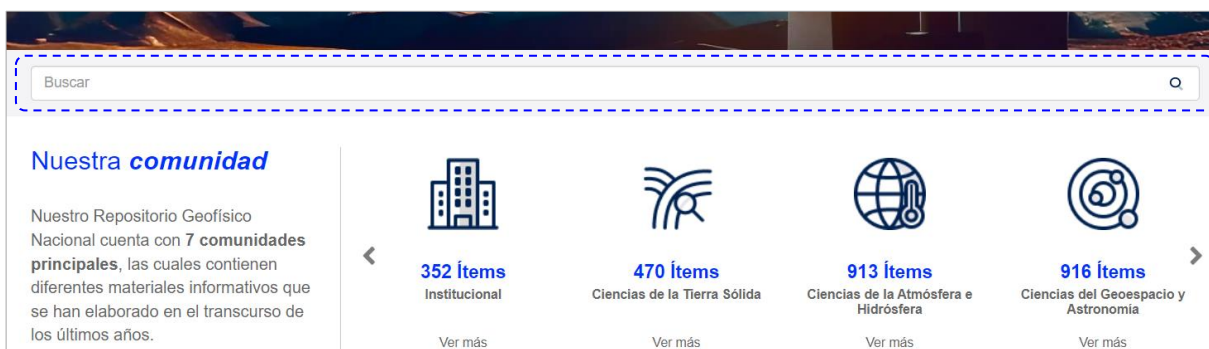 Buscar
Nuestra comunidad
Nuestro Repositorio Geofísico
Nacional cuenta con 7 comunidades
principales, las cuales contienen
diferentes materiales informativos que
se han elaborado en el transcurso de
los últimos años.
352 Ítems
Institucional
Ver más
470 Ítems
Ciencias de la Tierra Sólida
Ver más
913 Ítems
Ciencias de la Atmósfera e
Hidrósfera
Ver más
916 Ítems
Ciencias del Geoespacio y
Astronomía
Ver más